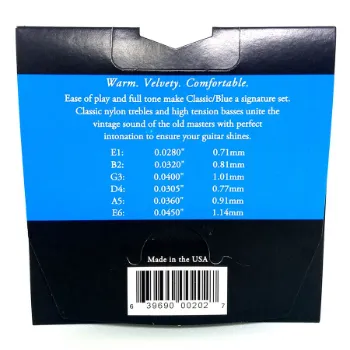 Warm. Velvety. Comfortable.
Ease of play and full tone make Classic/Blue a signature set.
Classic nylon trebles and high tension basses unite the
vintage sound of the old masters with perfect
intonation to ensure your guitar shines.
E1: 0.0280" 0.71mm
B2: 0.0320" 0.81mm
G3: 0.0400" 1.01mm
D4: 0.0305" 0.77mm
A5: 0.0360" 0.91mm
E6: 0.0450" 1.14mm
Made in the USA
6 39690 00202 7